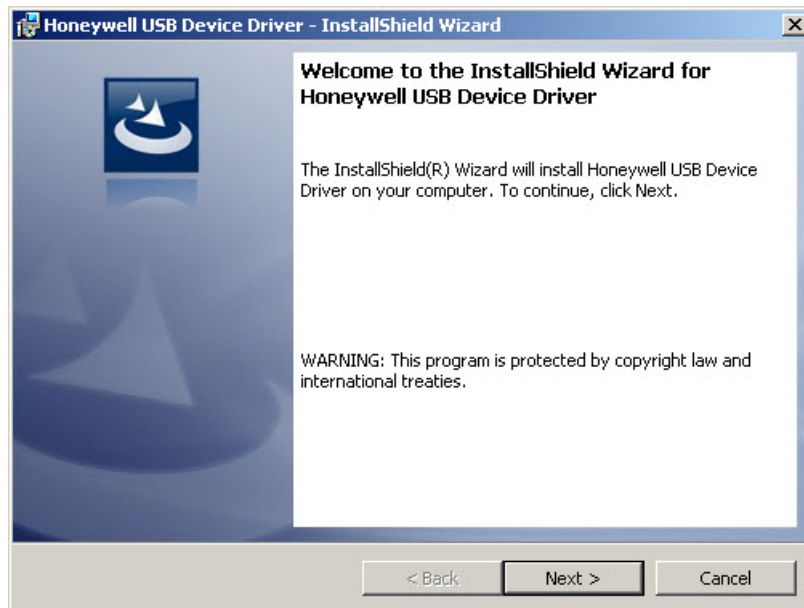 Honeywell USB Device Driver - InstallShield Wizard
Welcome to the InstallShield Wizard for
Honeywell USB Device Driver
The InstallShield(R) Wizard will install Honeywell USB Device
Driver on your computer. To continue, click Next.
WARNING: This program is protected by copyright law and
international treaties.
< Back
Next >
Cancel